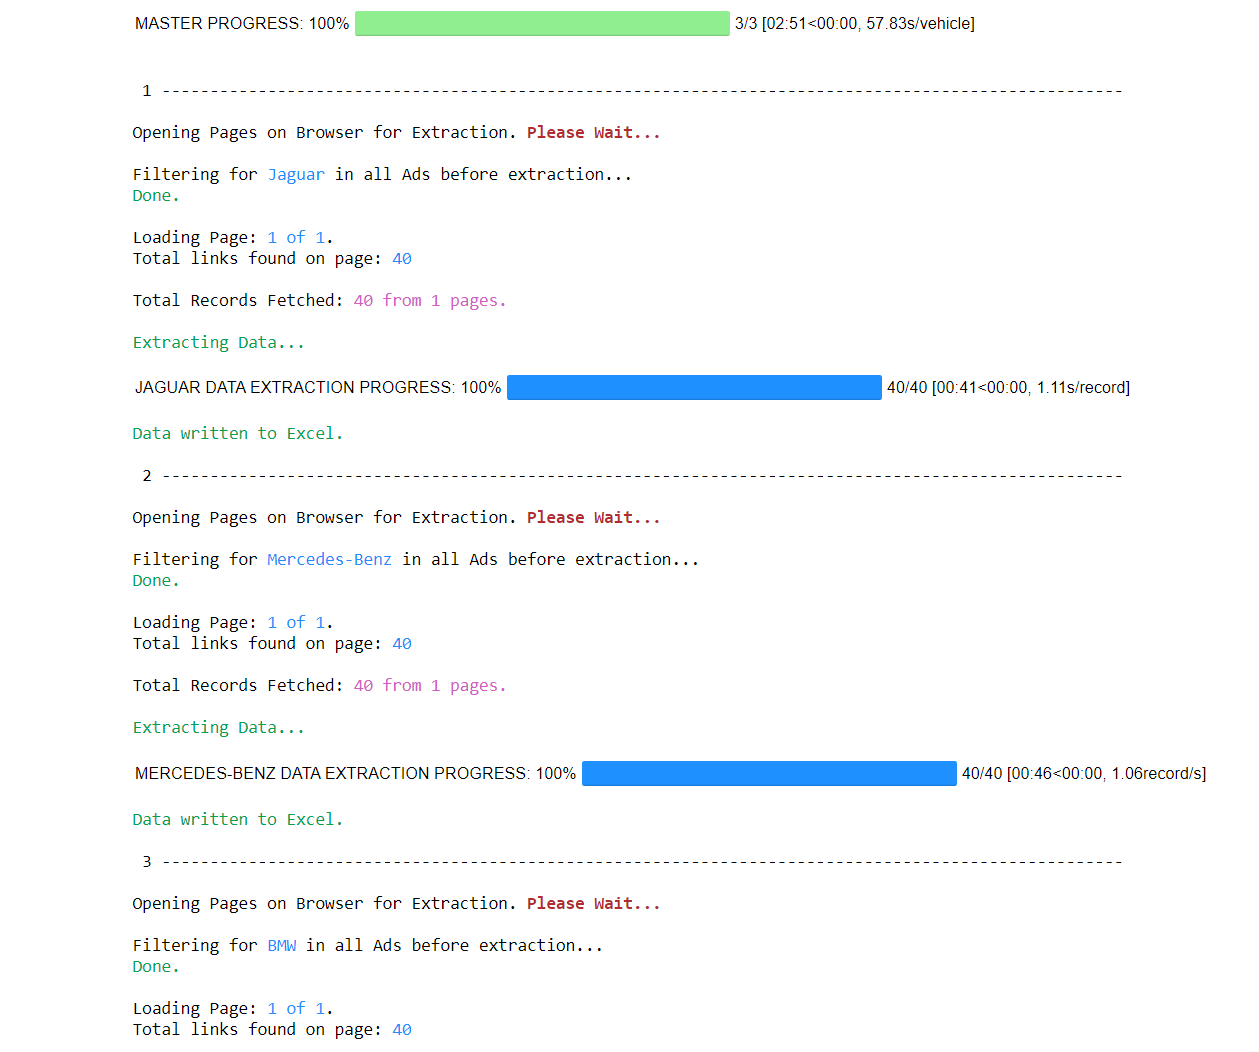 MASTER PROGRESS: 100% 3/3 [02:51<00:00, 57.83s/vehicle]
1 ----------------------------------------------------------------------------------------------------
Opening Pages on Browser for Extraction. Please Wait...
Filtering for Jaguar in all Ads before extraction...
Done.
Loading Page: 1 of 1.
Total links found on page: 40
Total Records Fetched: 40 from 1 pages.
Extracting Data...
JAGUAR DATA EXTRACTION PROGRESS: 100% 40/40 [00:41<00:00, 1.11s/record]
Data written to Excel.
2 ----------------------------------------------------------------------------------------------------
Opening Pages on Browser for Extraction. Please Wait...
Filtering for Mercedes-Benz in all Ads before extraction...
Done.
Loading Page: 1 of 1.
Total links found on page: 40
Total Records Fetched: 40 from 1 pages.
Extracting Data...
MERCEDES-BENZ DATA EXTRACTION PROGRESS: 100% 40/40 [00:46<00:00, 1.06record/s]
Data written to Excel.
3 ----------------------------------------------------------------------------------------------------
Opening Pages on Browser for Extraction. Please Wait...
Filtering for BMW in all Ads before extraction...
Done.
Loading Page: 1 of 1.
Total links found on page: 40